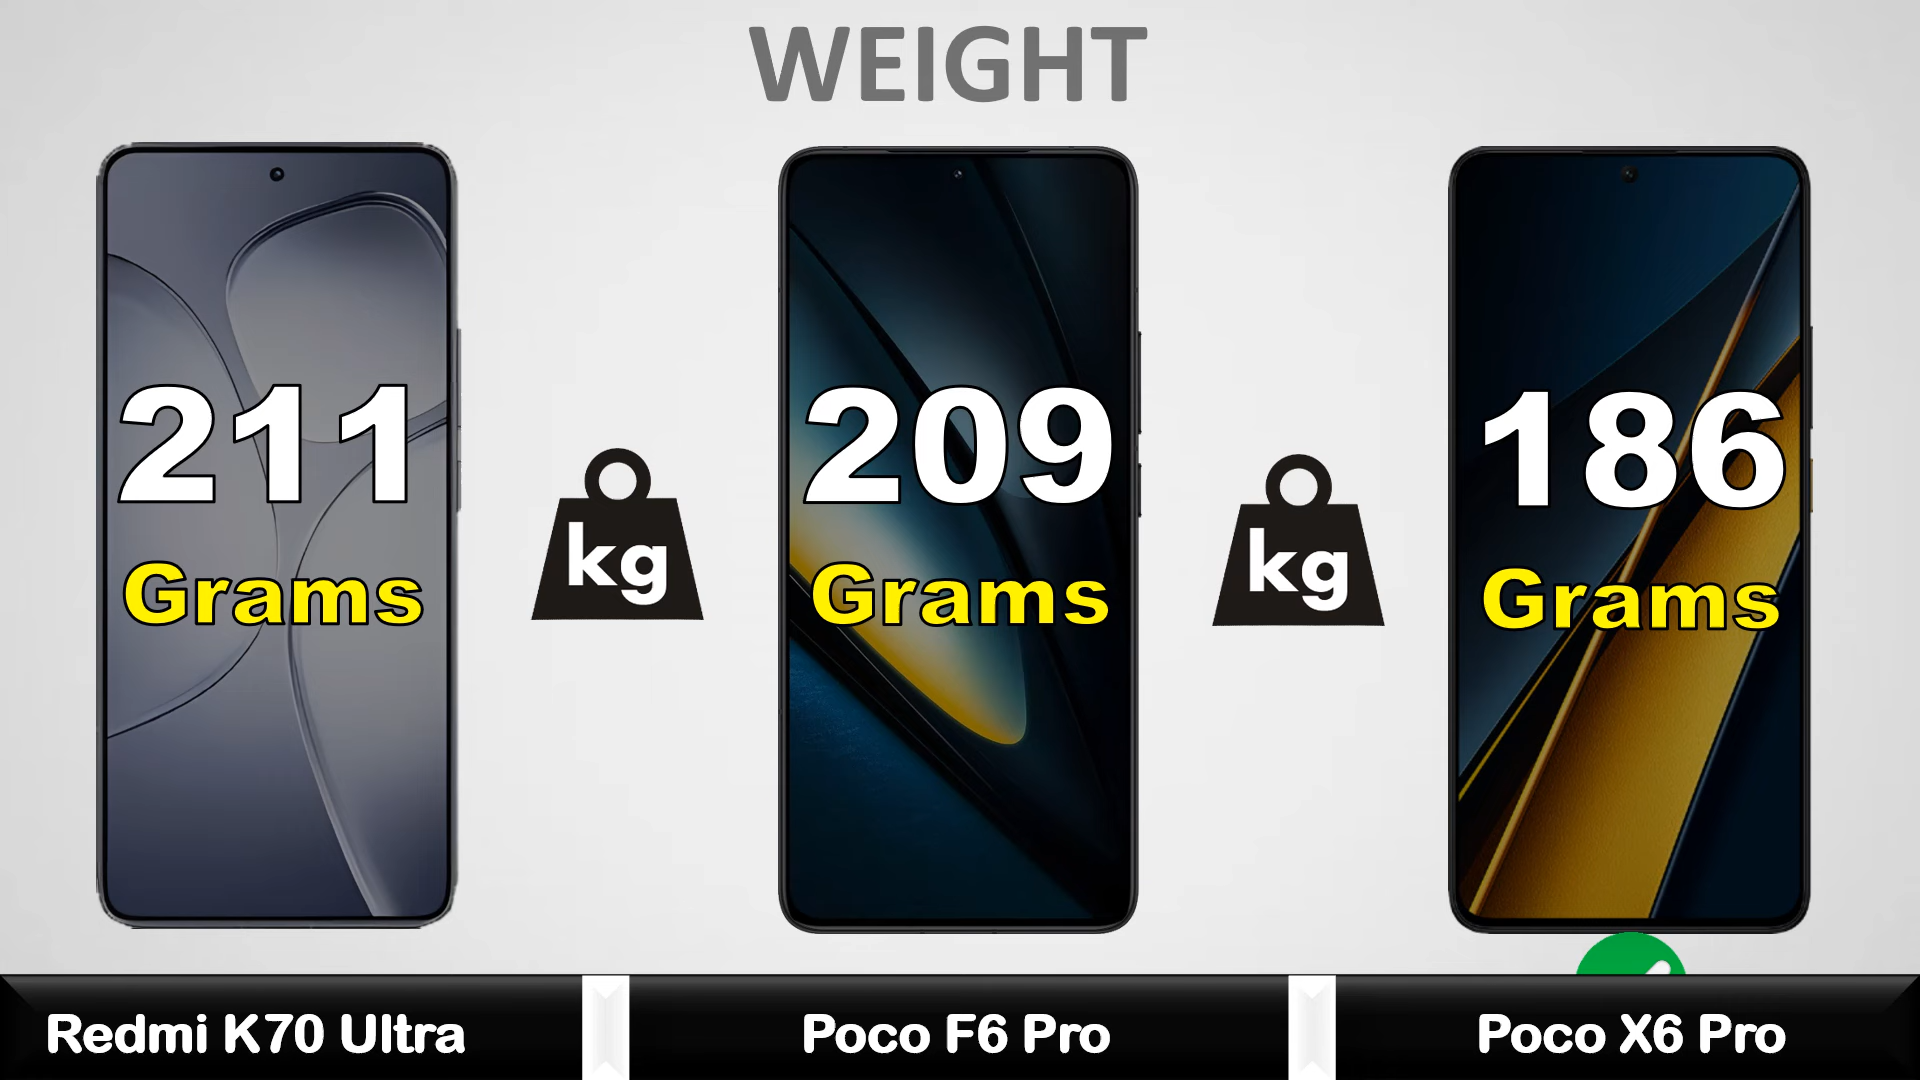 WEIGHT
211
Grams
kg
209
Grams
kg
186
Grams
Redmi K70 Ultra
Poco F6 Pro
Poco X6 Pro